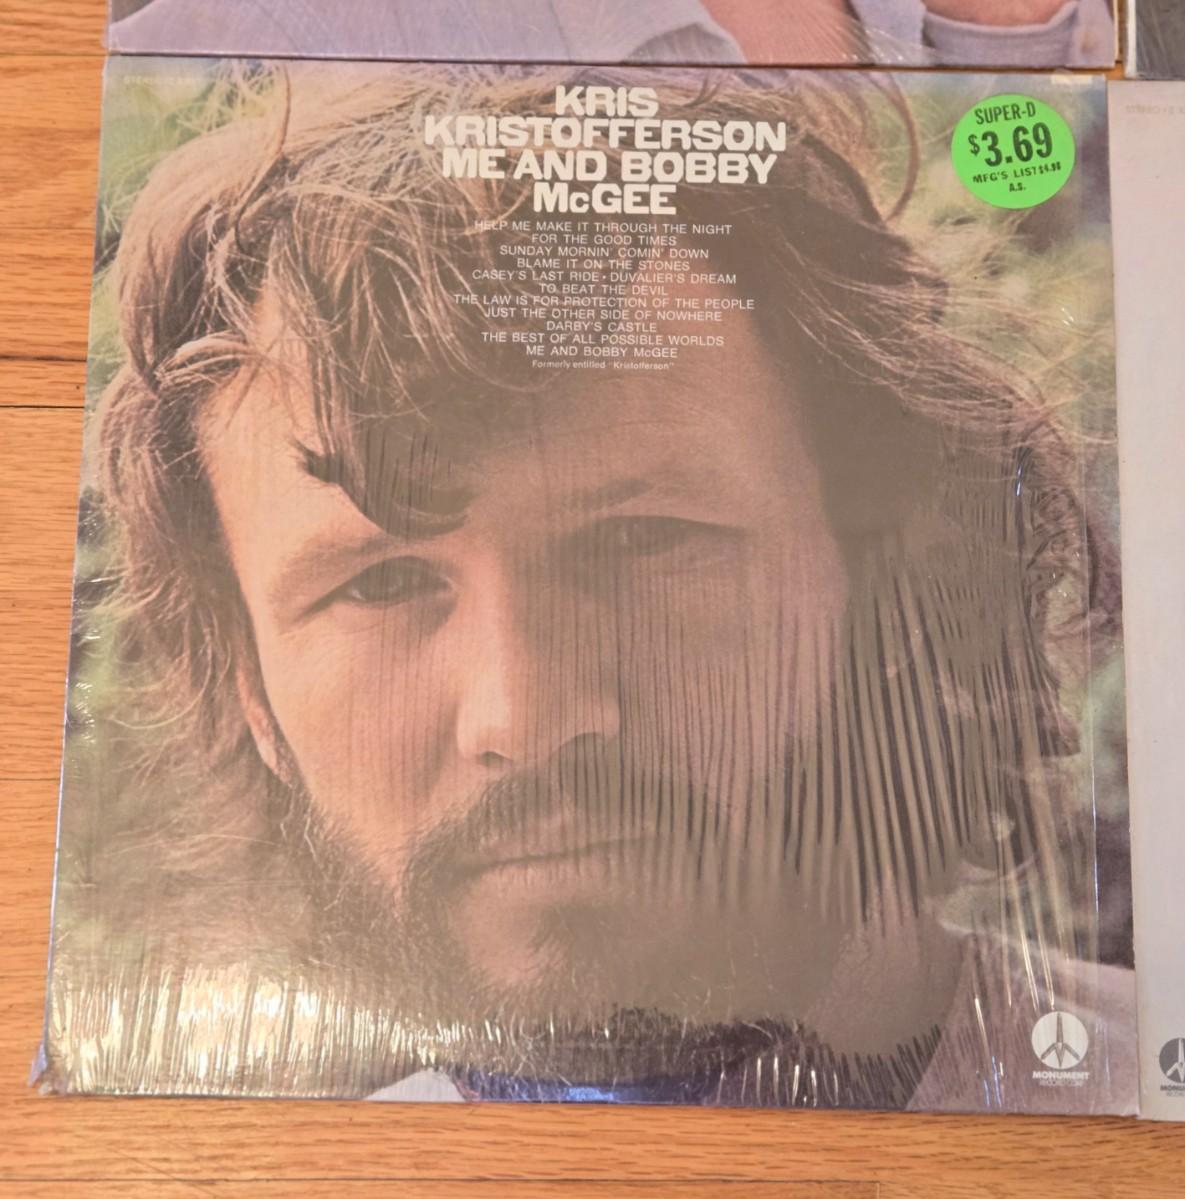 KRIS
KRISTOFFERSON
ME AND BOBBY
McGEE
HELP ME MAKE IT THROUGH THE NIGHT
FOR THE GOOD TIMES
SUNDAY MORNIN' COMIN' DOWN
BLAME IT ON THE STONES
CASEY'S LAST RIDE • DUVALIER'S DREAM
TO BEAT THE DEVIL
THE LAW IS FOR PROTECTION OF THE PEOPLE
JUST THE OTHER SIDE OF NOWHERE
DARBY'S CASTLE
THE BEST OF ALL POSSIBLE WORLDS
ME AND BOBBY McGEE
Formerly entitled "Kristofferson"
SUPER-D
$3.69
MFG'S LIST $4.98
A.S.
MONUMENT
RECORD CORP.